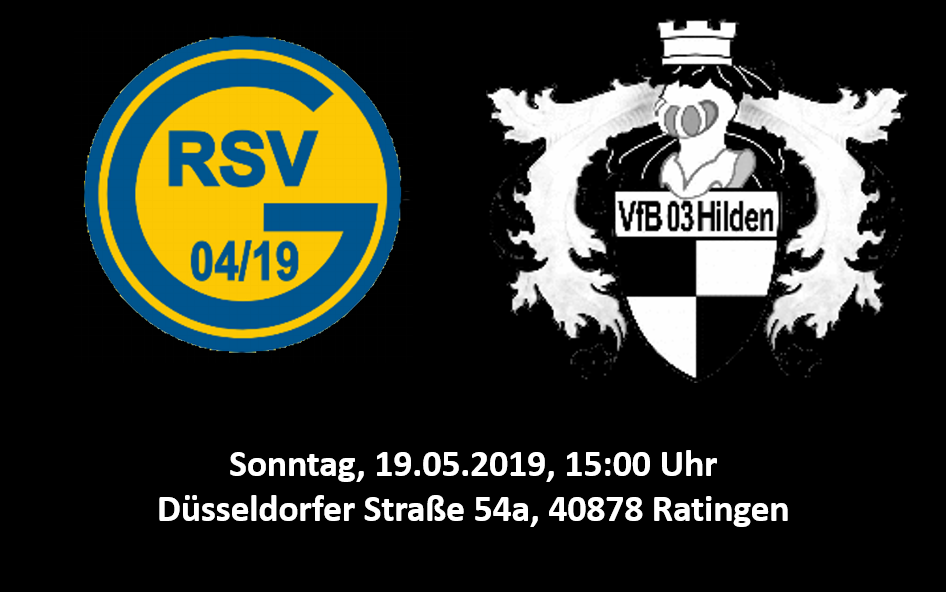 RSV
G
04/19
VfB 03 Hilden
Sonntag, 19.05.2019, 15:00 Uhr
Düsseldorfer Straße 54a, 40878 Ratingen